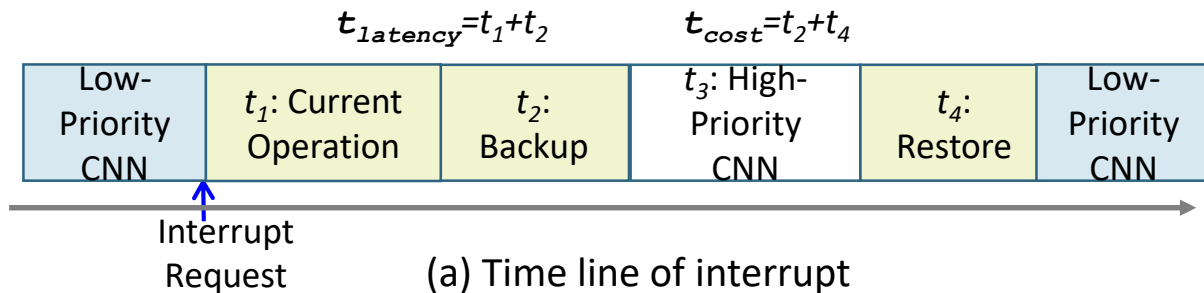 t_latency=t₁+t₂
t_cost=t₂+t₄
Low-
Priority
CNN
t₁: Current
Operation
t₂:
Backup
t₃: High-
Priority
CNN
t₄:
Restore
Low-
Priority
CNN
Interrupt
Request
(a) Time line of interrupt